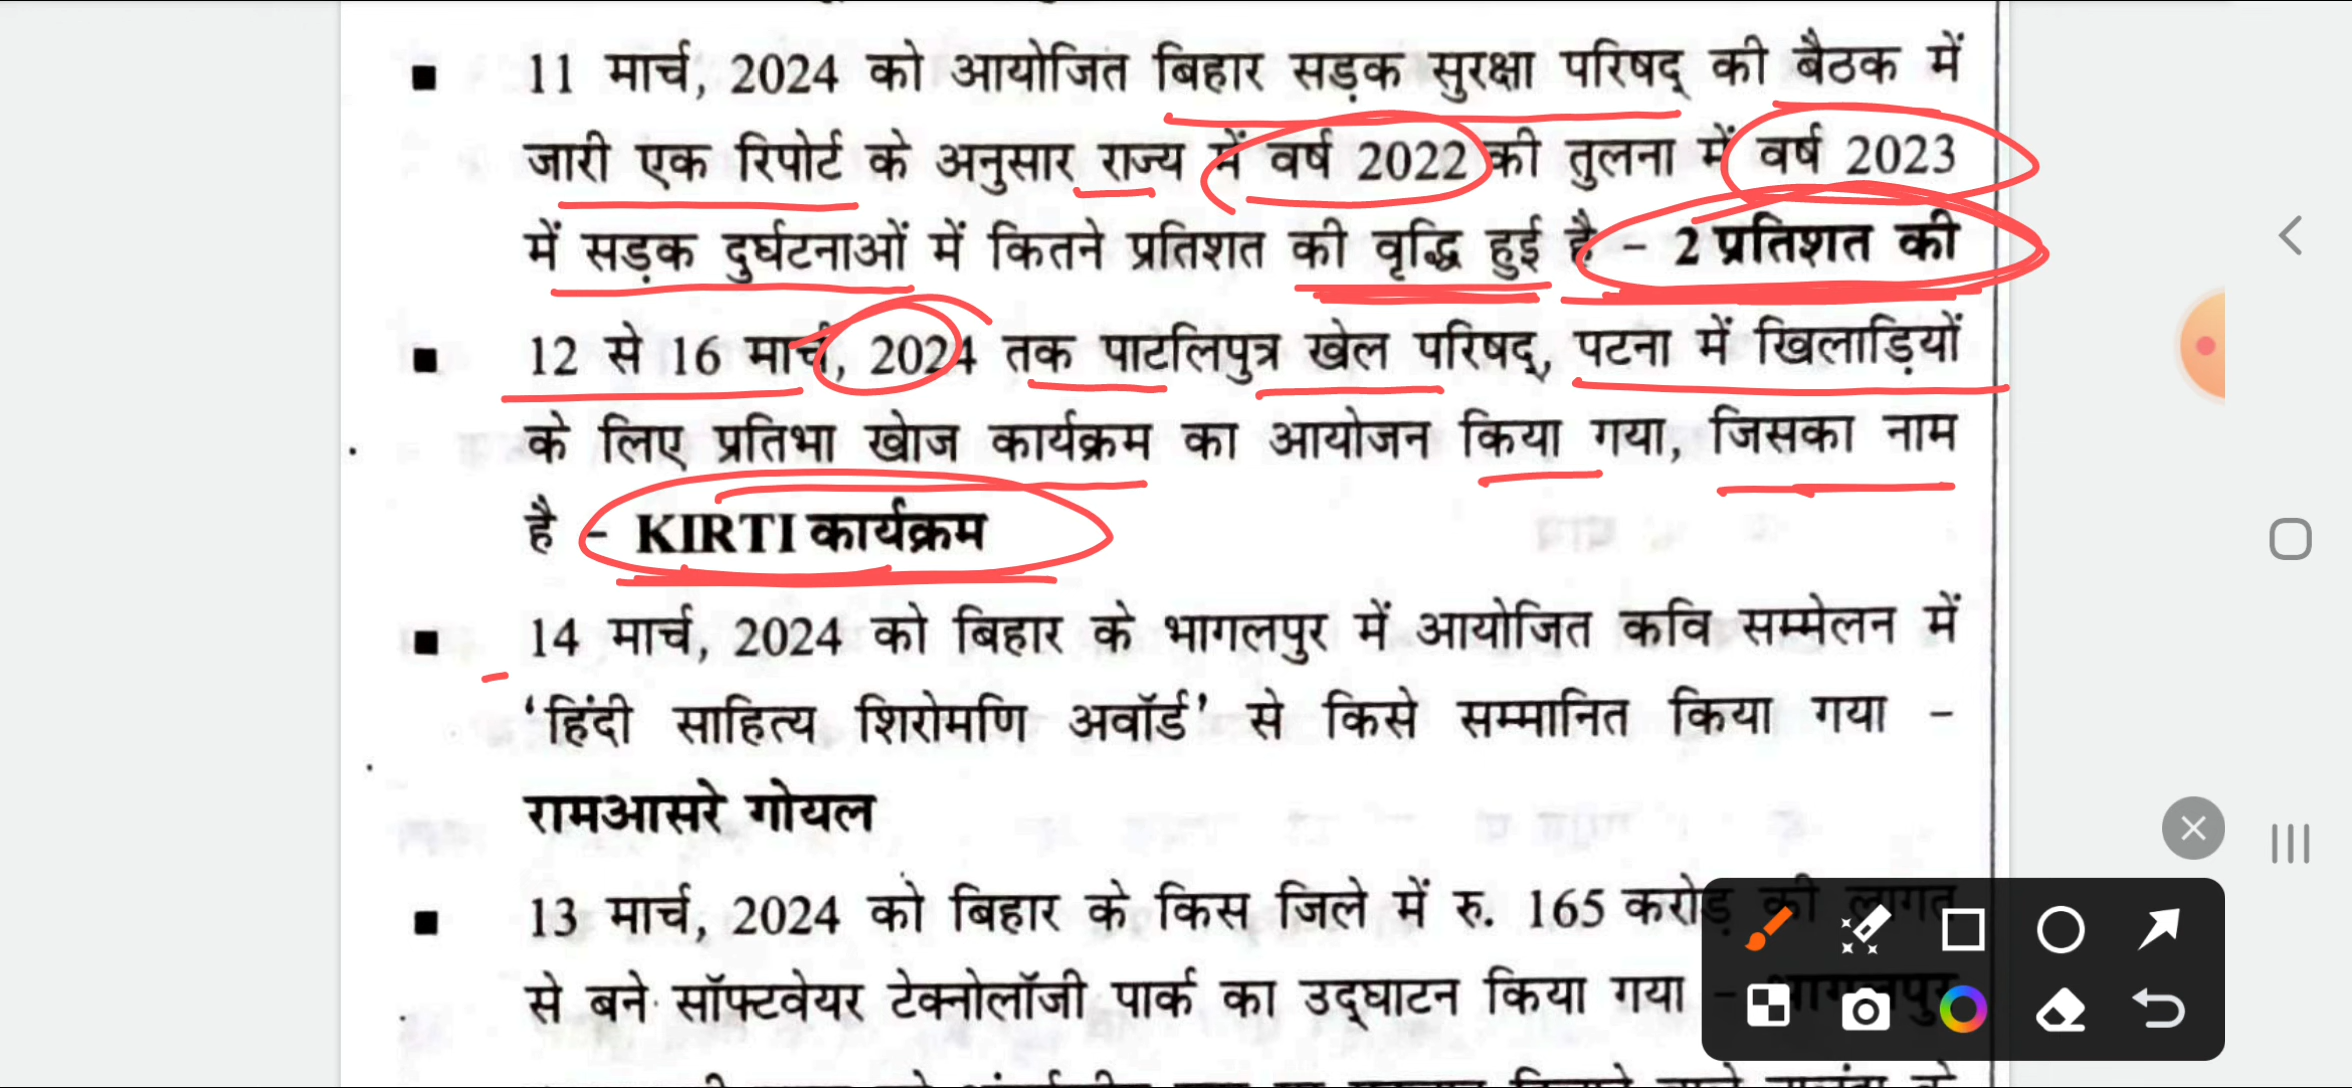 ■ 11 मार्च, 2024 को आयोजित बिहार सड़क सुरक्षा परिषद् की बैठक में
जारी एक रिपोर्ट के अनुसार राज्य में वर्ष 2022 की तुलना में वर्ष 2023
में सड़क दुर्घटनाओं में कितने प्रतिशत की वृद्धि हुई है – 2 प्रतिशत की
■ 12 से 16 मार्च, 2024 तक पाटलिपुत्र खेल परिषद्, पटना में खिलाड़ियों
के लिए प्रतिभा खोज कार्यक्रम का आयोजन किया गया, जिसका नाम
है – KIRTI कार्यक्रम
■ 14 मार्च, 2024 को बिहार के भागलपुर में आयोजित कवि सम्मेलन में
‘हिंदी साहित्य शिरोमणि अवॉर्ड’ से किसे सम्मानित किया गया –
रामआसरे गोयल
■ 13 मार्च, 2024 को बिहार के किस जिले में रु. 165 करोड़ की लागत
से बने सॉफ्टवेयर टेक्नोलॉजी पार्क का उद्घाटन किया गया – भागलपुर